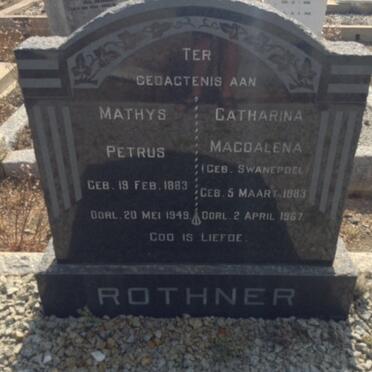 TER
GEDAGTENIS AAN
MATHYS
PETRUS
GEB. 19 FEB. 1883
OORL. 20 MEI 1949
CATHARINA
MAGDALENA
(GEB. SWANEPOEL)
GEB. 5 MAART 1883
OORL. 2 APRIL 1967
GOD IS LIEFDE.
ROTHNER